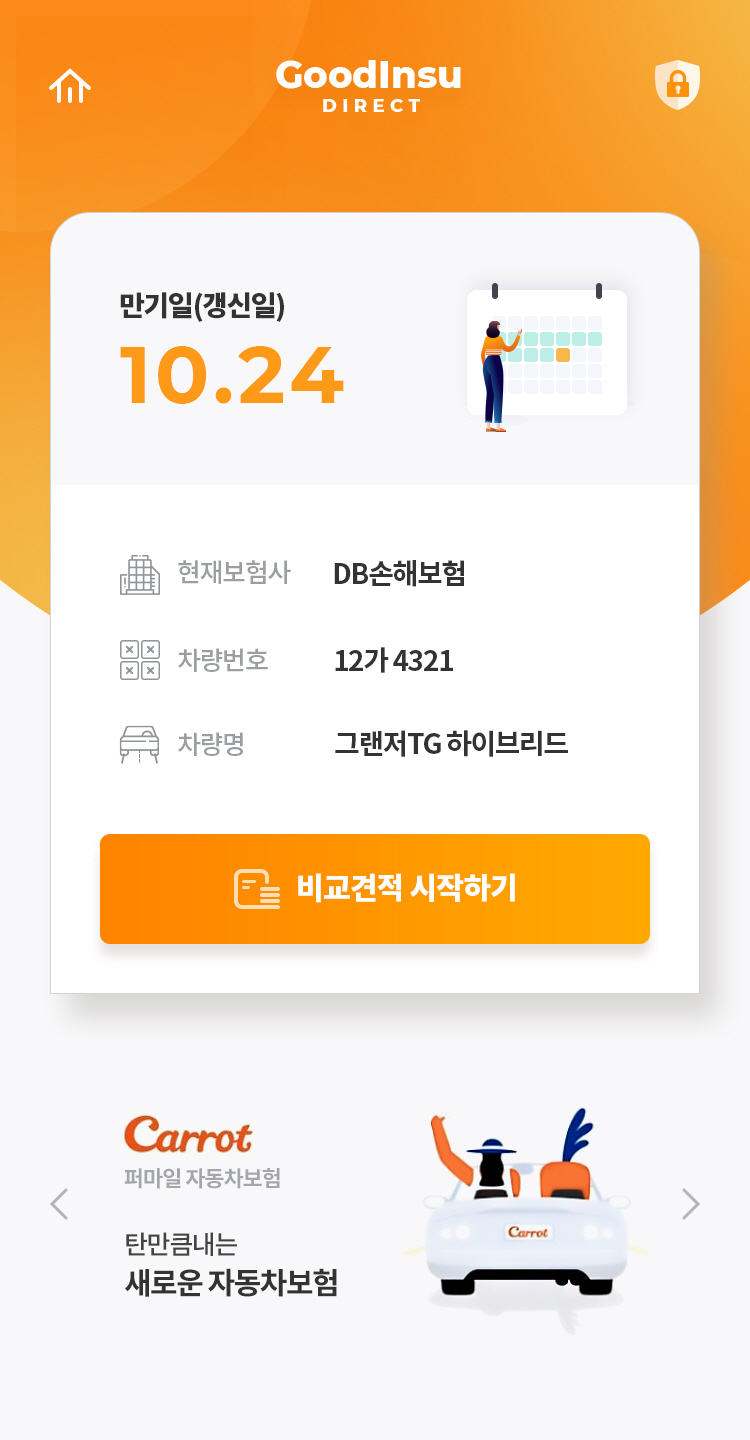 GoodInsu
DIRECT
만기일(갱신일)
10.24
현재보험사 DB손해보험
차량번호 12가 4321
차량명 그랜저TG 하이브리드
비교견적 시작하기
Carrot
퍼마일 자동차보험
탄만큼내는
새로운 자동차보험
Carrot